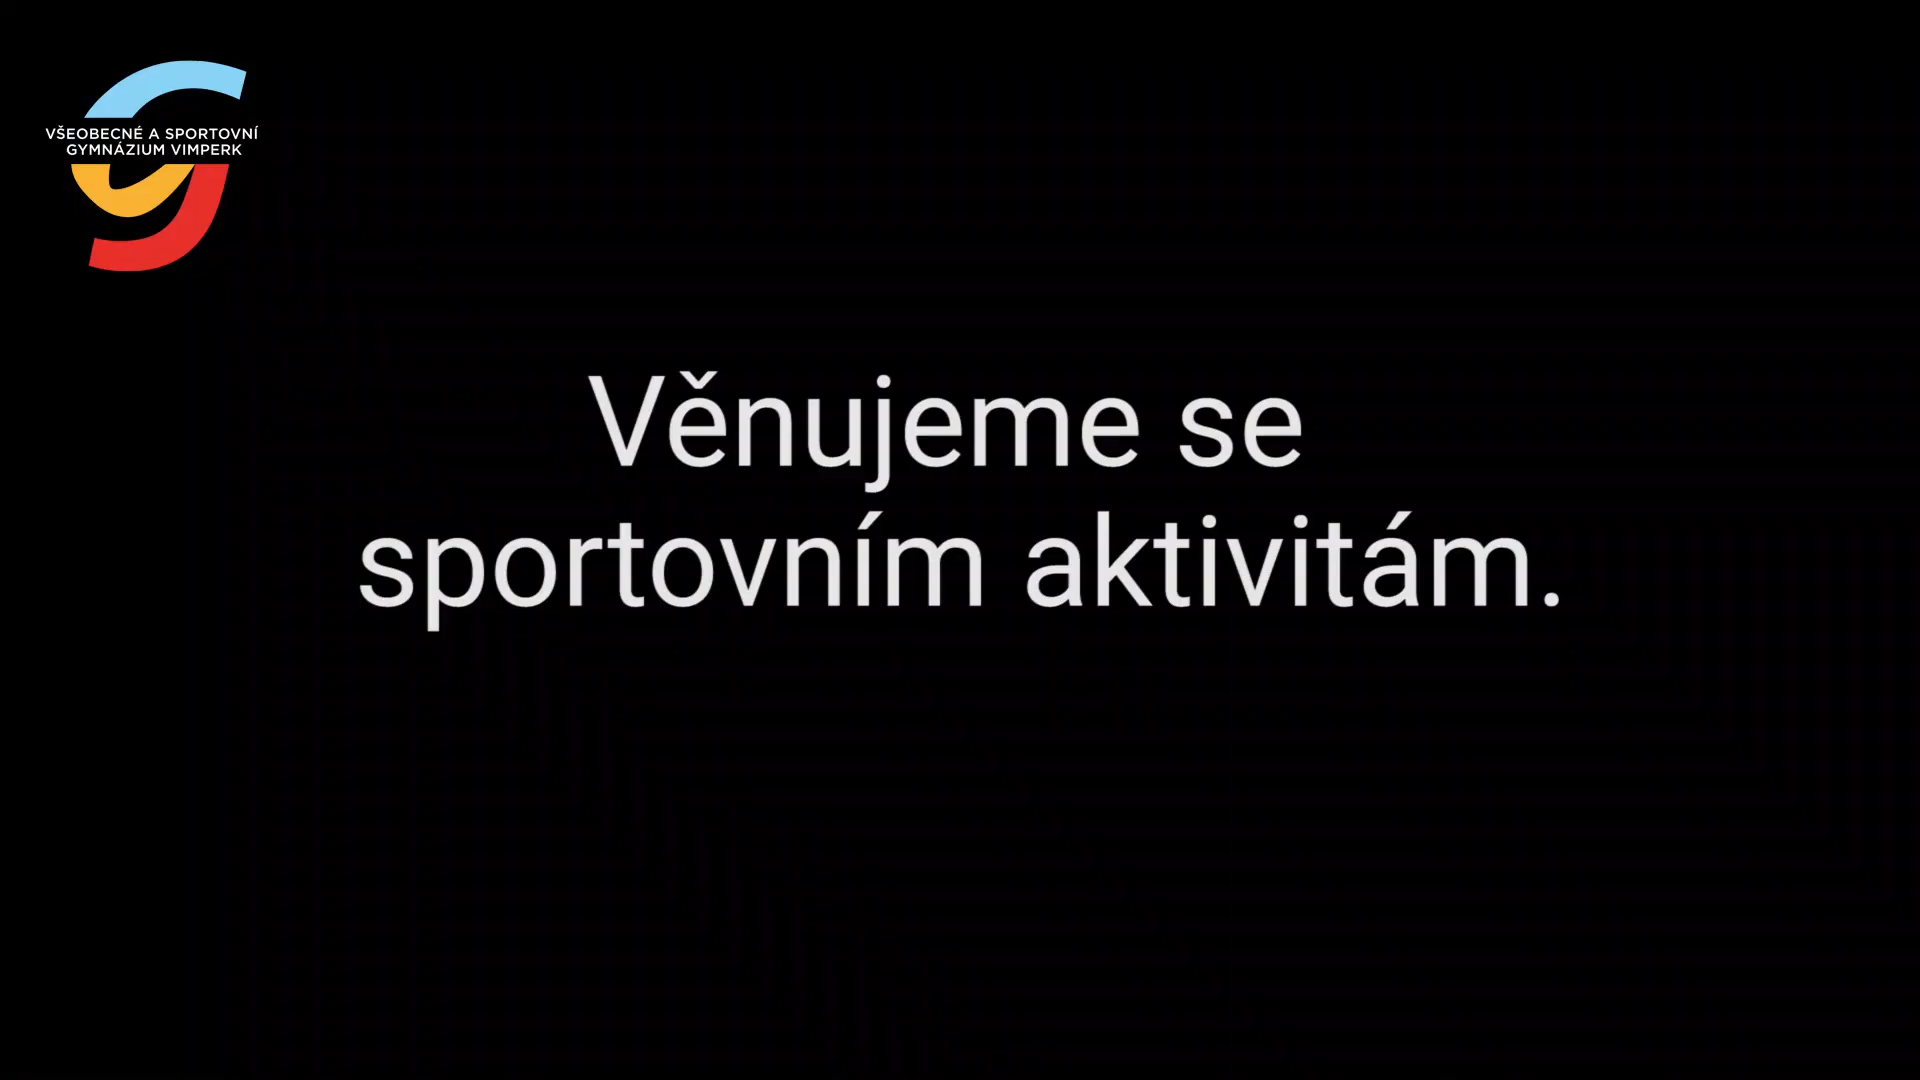 VŠEOBECNÉ A SPORTOVNÍ
GYMNÁZIUM VIMPERK
Věnujeme se
sportovním aktivitám.